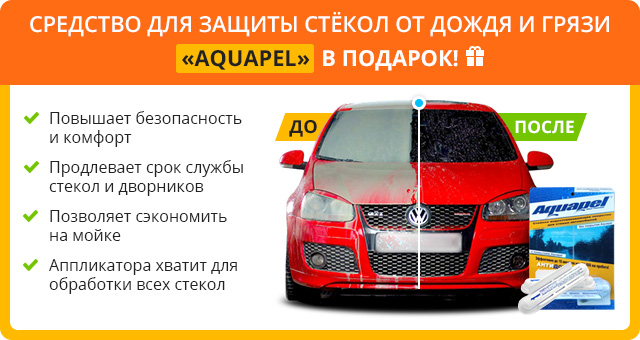 СРЕДСТВО ДЛЯ ЗАЩИТЫ СТЁКОЛ ОТ ДОЖДЯ И ГРЯЗИ
«AQUAPEL» В ПОДАРОК!
Повышает безопасность
и комфорт
Продлевает срок службы
стекол и дворников
Позволяет сэкономить
на мойке
Аппликатора хватит для
обработки всех стекол
ДО
ПОСЛЕ
Aquapel